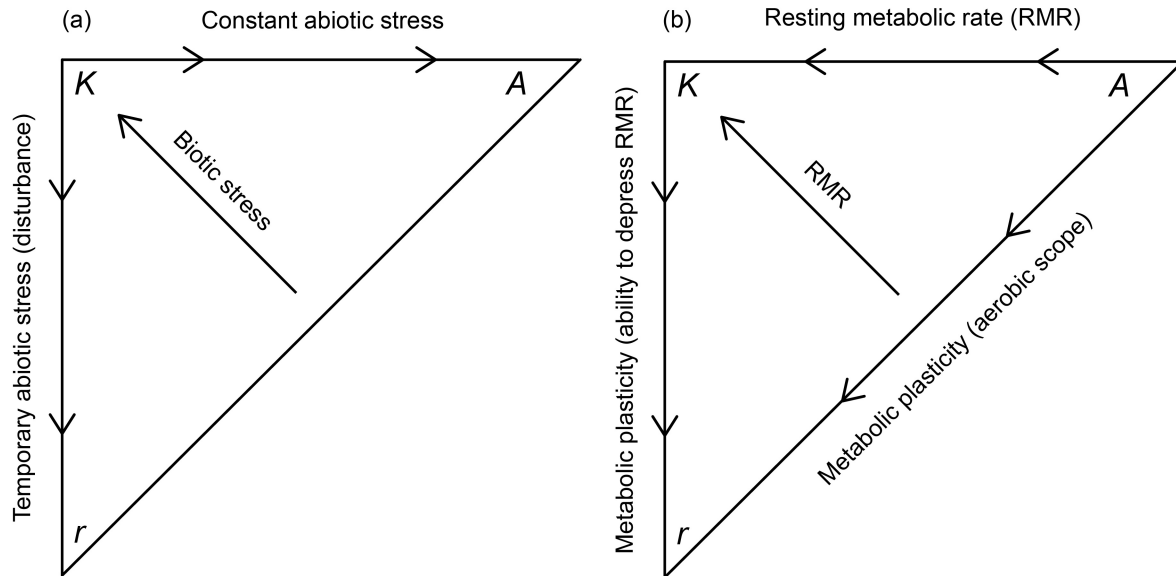 (a)
Constant abiotic stress
K
A
Biotic stress
Temporary abiotic stress (disturbance)
r
(b)
Resting metabolic rate (RMR)
K
A
RMR
Metabolic plasticity (ability to depress RMR)
Metabolic plasticity (aerobic scope)
r